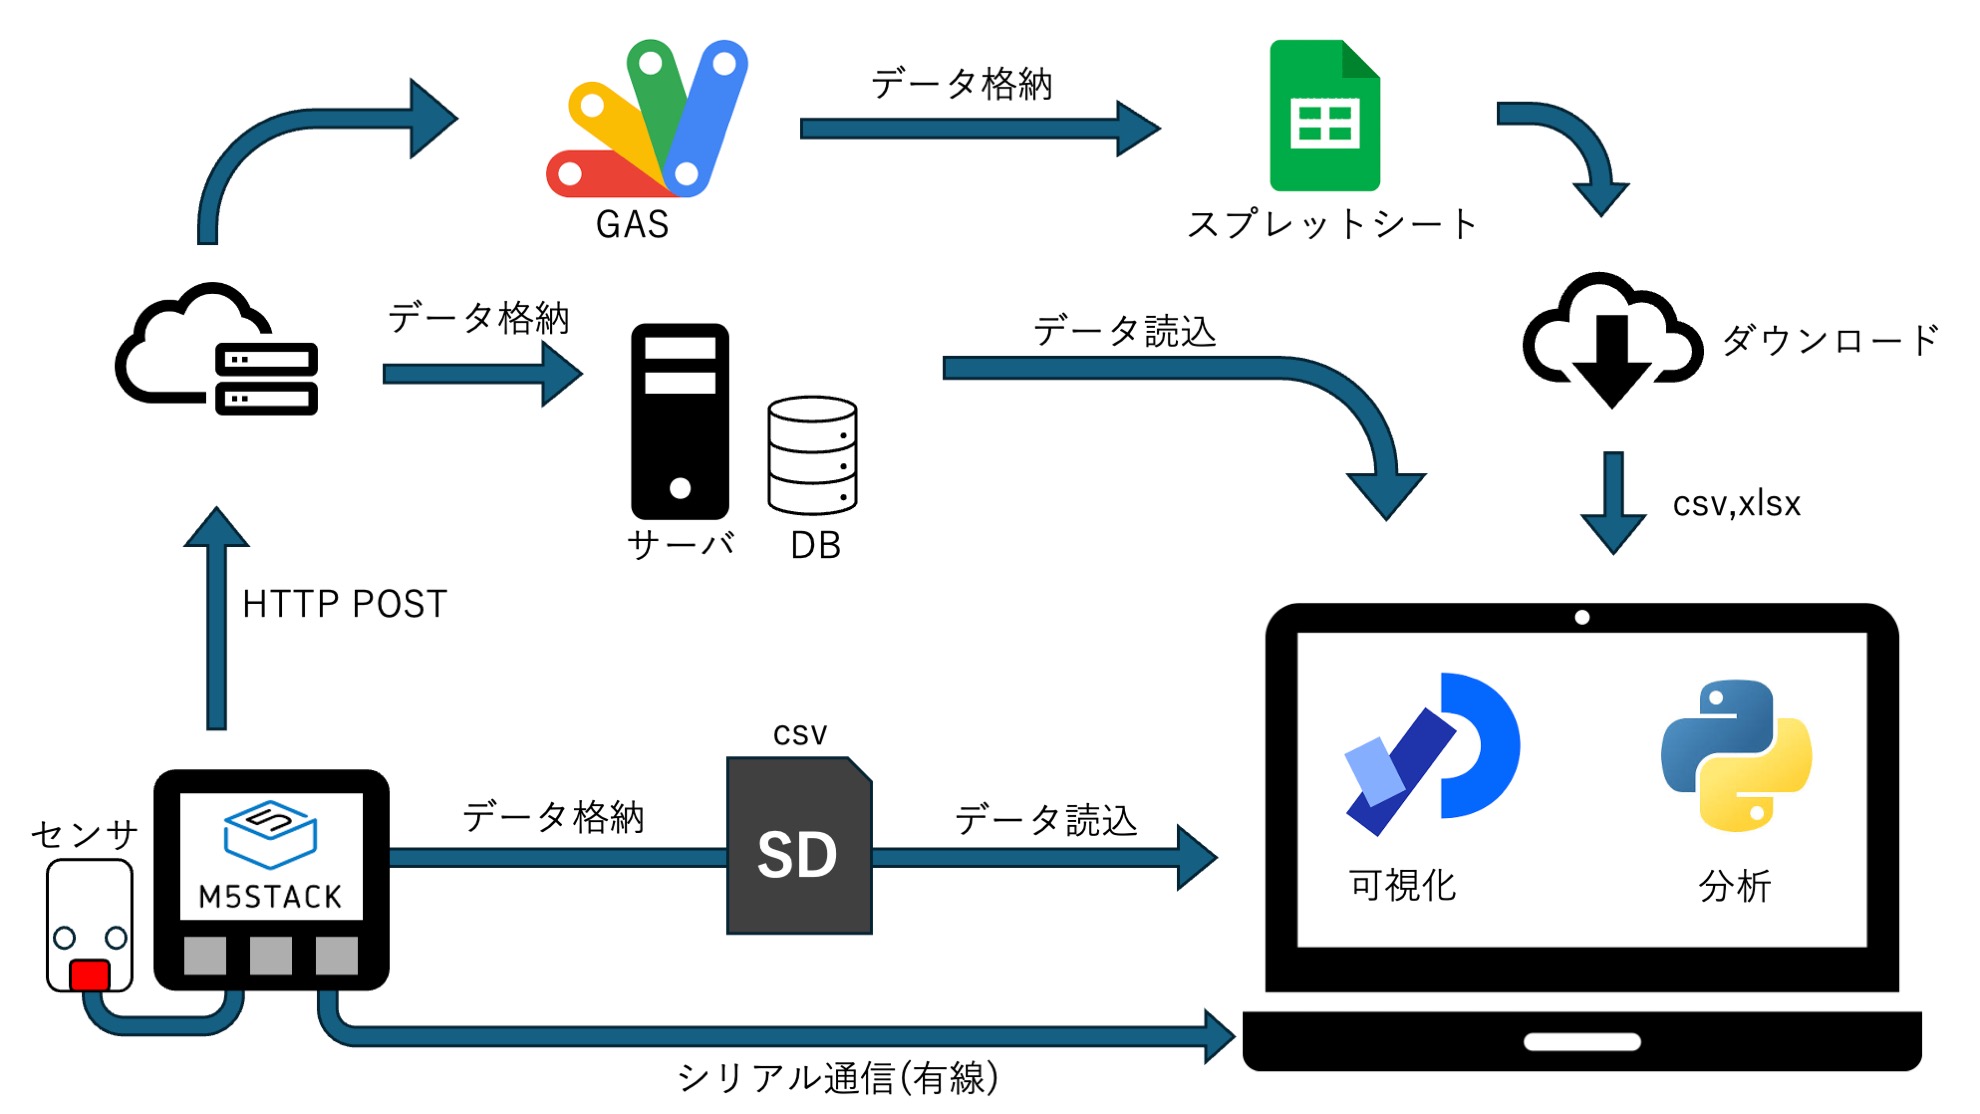 データ格納
GAS
スプレットシート
データ格納
データ読込
ダウンロード
サーバ
DB
csv,xlsx
HTTP POST
csv
センサ
5
M5STACK
データ格納
SD
データ読込
可視化
分析
シリアル通信(有線)